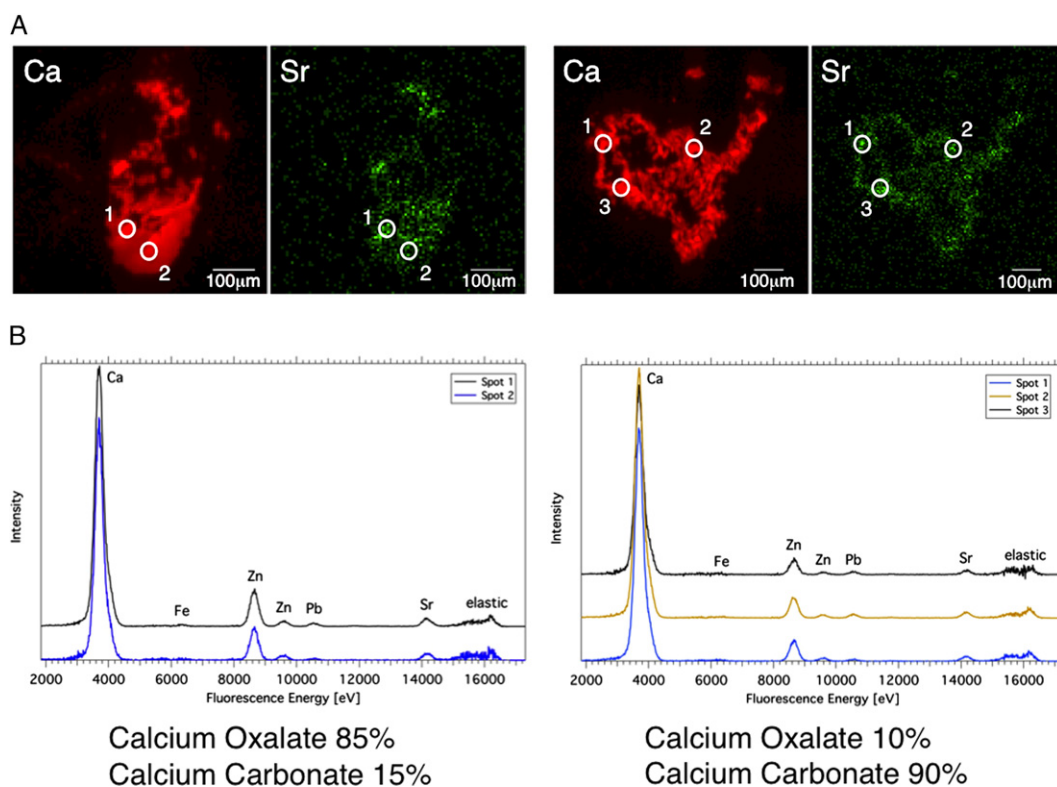 A
Ca
1
2
100μm
Sr
1
2
100μm
Ca
1
2
3
100μm
Sr
1
2
3
100μm
B
Intensity
Ca
Fe
Zn
Zn
Pb
Sr
elastic
Spot 1
Spot 2
2000 4000 6000 8000 10000 12000 14000 16000
Fluorescence Energy [eV]
Calcium Oxalate 85%
Calcium Carbonate 15%
Intensity
Ca
Fe
Zn
Zn
Pb
Sr
elastic
Spot 1
Spot 2
Spot 3
2000 4000 6000 8000 10000 12000 14000 16000
Fluorescence Energy [eV]
Calcium Oxalate 10%
Calcium Carbonate 90%